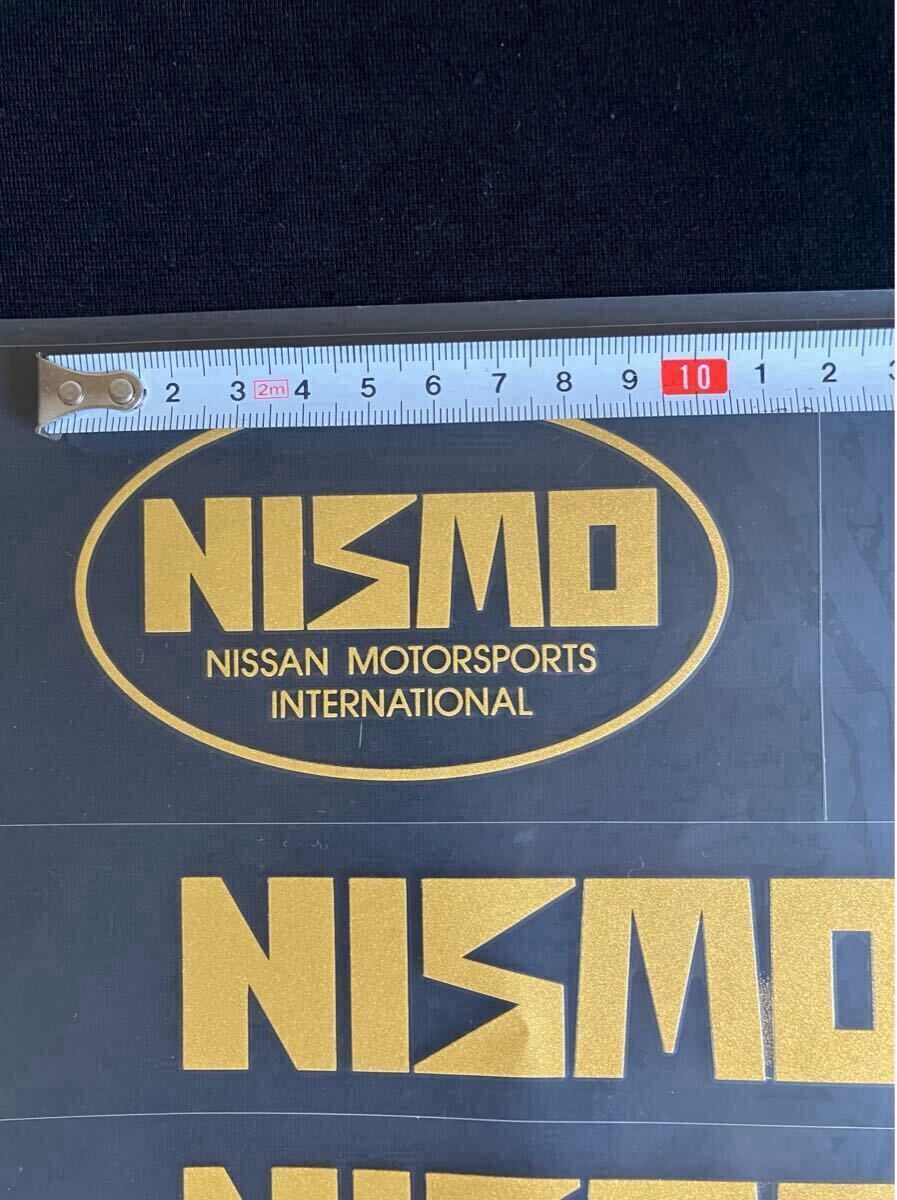 2 3 2m 4 5 6 7 8 9 10 1 2
NISMO
NISSAN MOTORSPORTS
INTERNATIONAL
NISMO